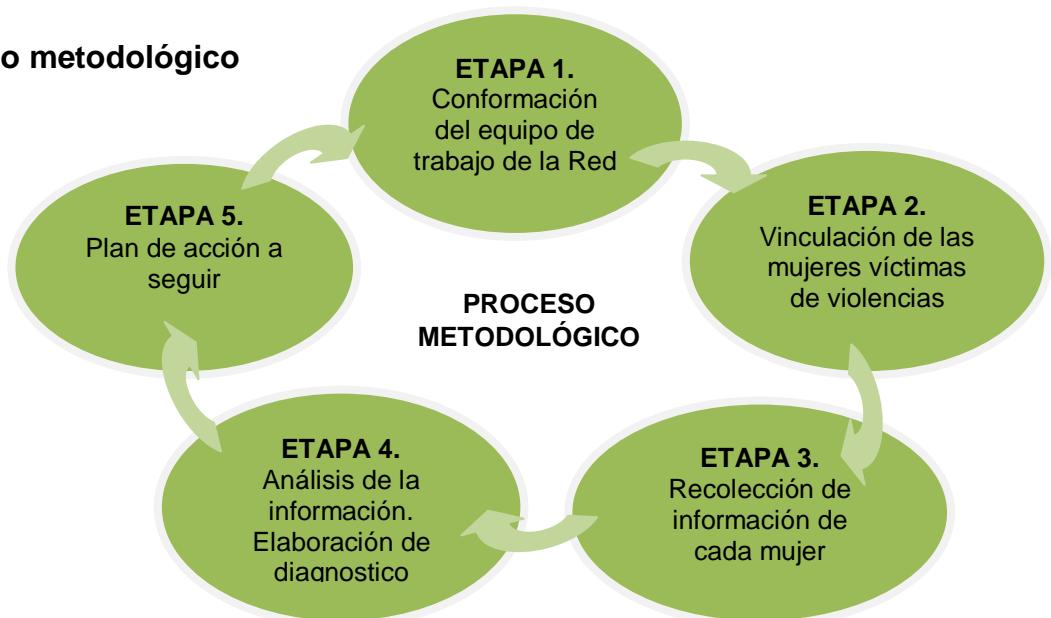 o metodológico
ETAPA 1.
Conformación
del equipo de
trabajo de la Red
ETAPA 2.
Vinculación de las
mujeres víctimas
de violencias
ETAPA 3.
Recolección de
información de
cada mujer
ETAPA 4.
Análisis de la
información.
Elaboración de
diagnostico
ETAPA 5.
Plan de acción a
seguir
PROCESO
METODOLÓGICO